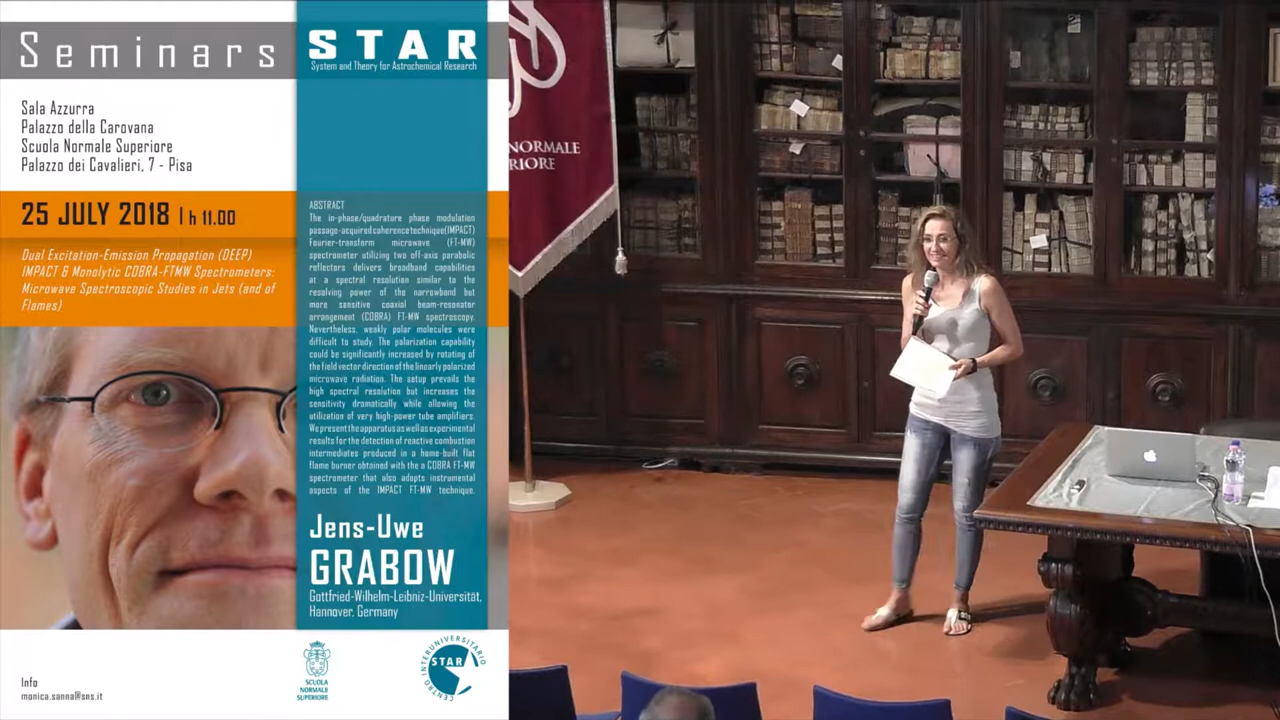 Seminars
STAR
System and Theory for Astrochemical Research
Sala Azzurra
Palazzo della Carovana
Scuola Normale Superiore
Palazzo dei Cavalieri, 7 - Pisa
25 JULY 2018 | h 11.00
Dual Excitation-Emission Propagation (DEEP)
IMPACT & Monolytic COBRA-FTMW Spectrometers:
Microwave Spectroscopic Studies in Jets (and of
Flames)
ABSTRACT
The in-phase/quadrature phase modulation
passage-acquired coherence technique (IMPACT)
Fourier-transform microwave (FT-MW)
spectrometer utilizing two off-axis parabolic
reflectors delivers broadband capabilities
at a spectral resolution similar to the
resolving power of the narrowband but
more sensitive coaxial beam-resonator
arrangement (COBRA) FT-MW spectroscopy.
Nevertheless, weakly polar molecules were
difficult to study. The polarization capability
could be significantly increased by rotating of
the field vector direction of the linearly polarized
microwave radiation. The setup prevails the
high spectral resolution but increases the
sensitivity dramatically while allowing the
utilization of very high-power tube amplifiers.
We present the apparatus as well as experimental
results for the detection of reactive combustion
intermediates produced in a home-built flat
flame burner obtained with the a COBRA FT-MW
spectrometer that also adopts instrumental
aspects of the IMPACT FT-MW technique.
Jens-Uwe
GRABOW
Gottfried-Wilhelm-Leibniz-Universität,
Hannover, Germany
Info
monica.sanna@sns.it
SCUOLA
NORMALE
SUPERIORE
CENTRO INTERUNIVERSITARIO
STAR
NORMALE
RIORE